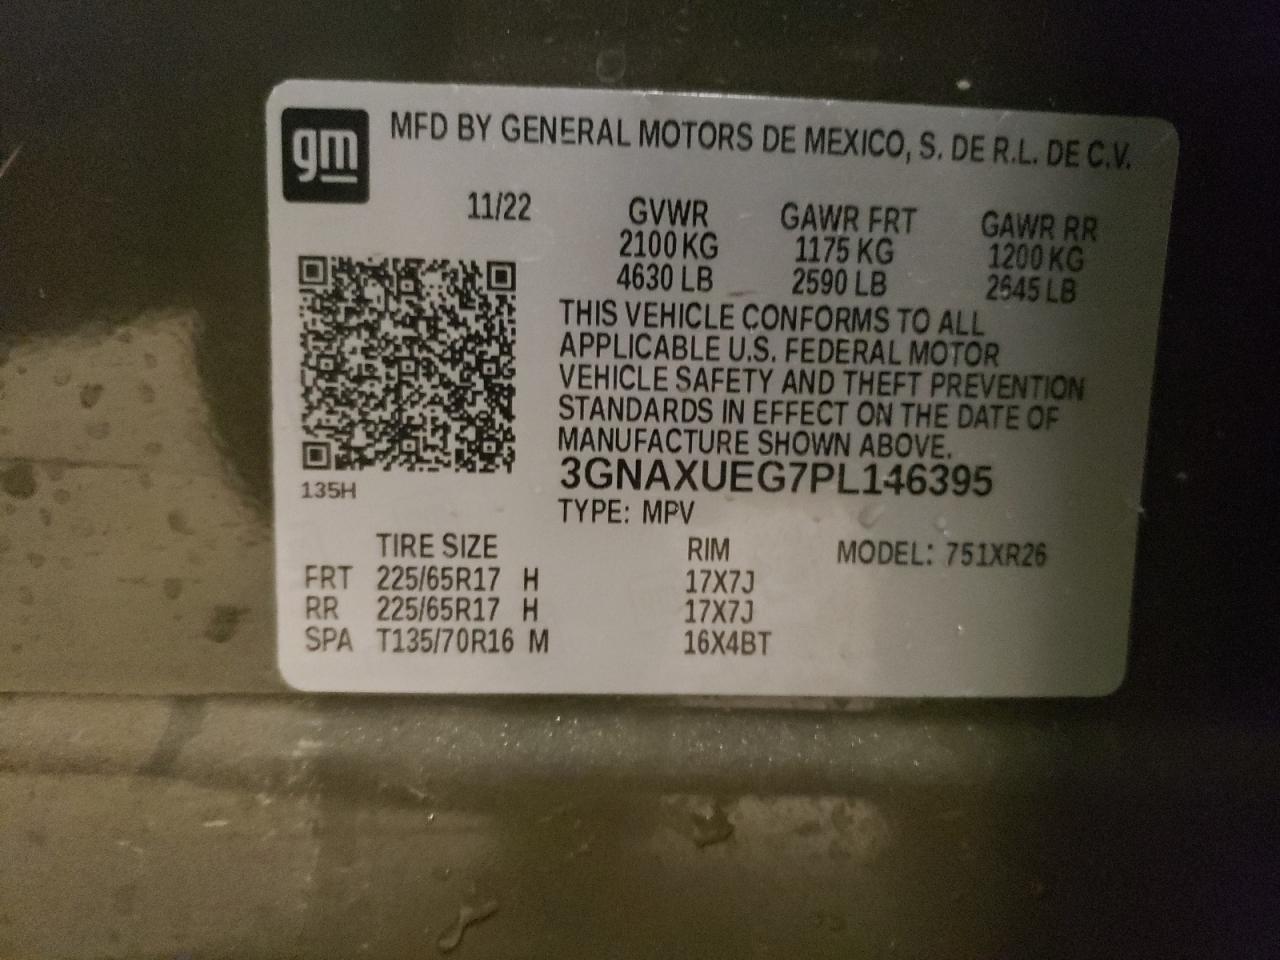 gm
MFD BY GENERAL MOTORS DE MEXICO, S. DE R.L. DE C.V.
11/22 GVWR GAWR FRT GAWR RR
2100 KG 1175 KG 1200 KG
4630 LB 2590 LB 2645 LB
THIS VEHICLE CONFORMS TO ALL
APPLICABLE U.S. FEDERAL MOTOR
VEHICLE SAFETY AND THEFT PREVENTION
STANDARDS IN EFFECT ON THE DATE OF
MANUFACTURE SHOWN ABOVE.
3GNAXUEG7PL146395
135H
TYPE: MPV
TIRE SIZE RIM MODEL: 751XR26
FRT 225/65R17 H 17X7J
RR 225/65R17 H 17X7J
SPA T135/70R16 M 16X4BT